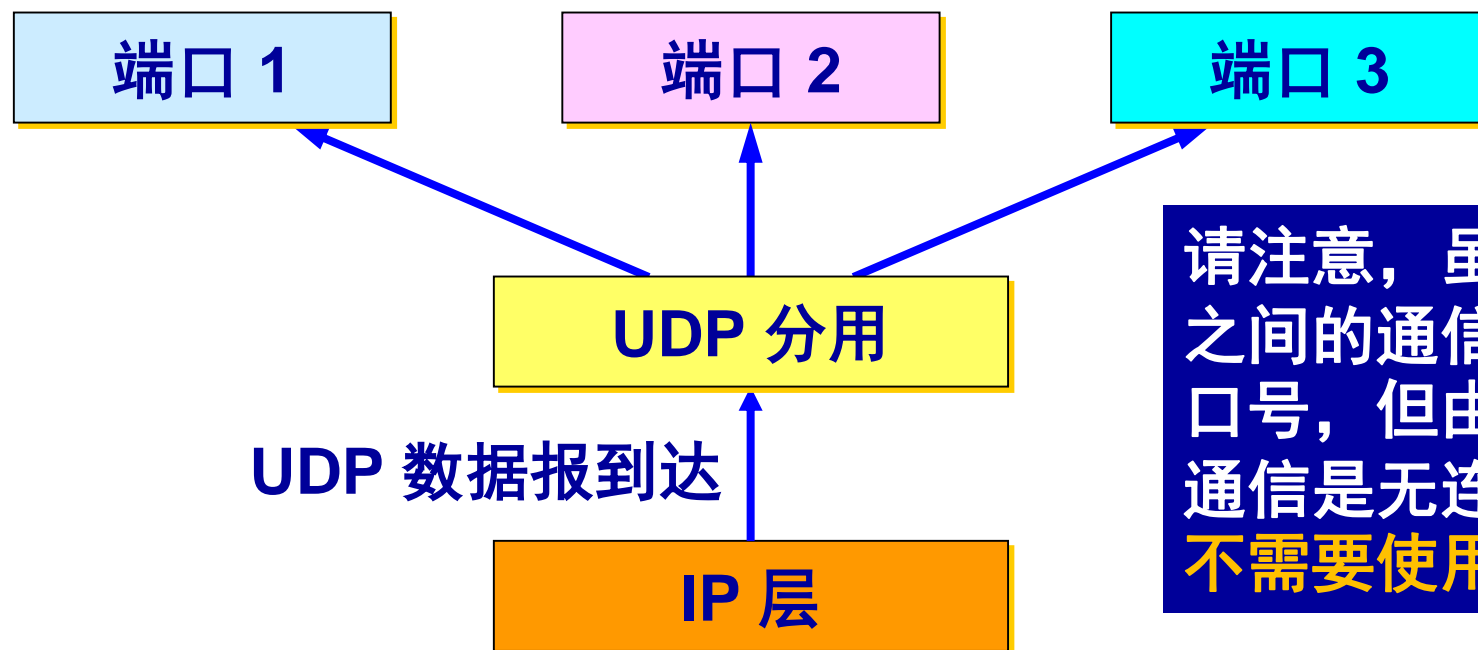 端口 1
端口 2
端口 3
UDP 分用
UDP 数据报到达
IP 层
请注意，
之间的通信
口号，但由
通信是无连
不需要使用